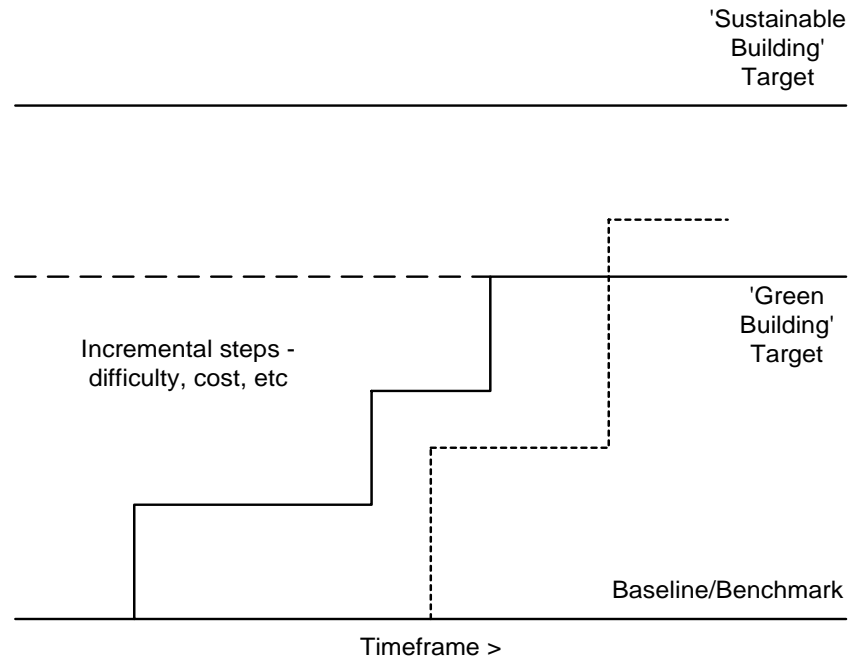 'Sustainable
Building'
Target
'Green
Building'
Target
Incremental steps -
difficulty, cost, etc
Baseline/Benchmark
Timeframe >